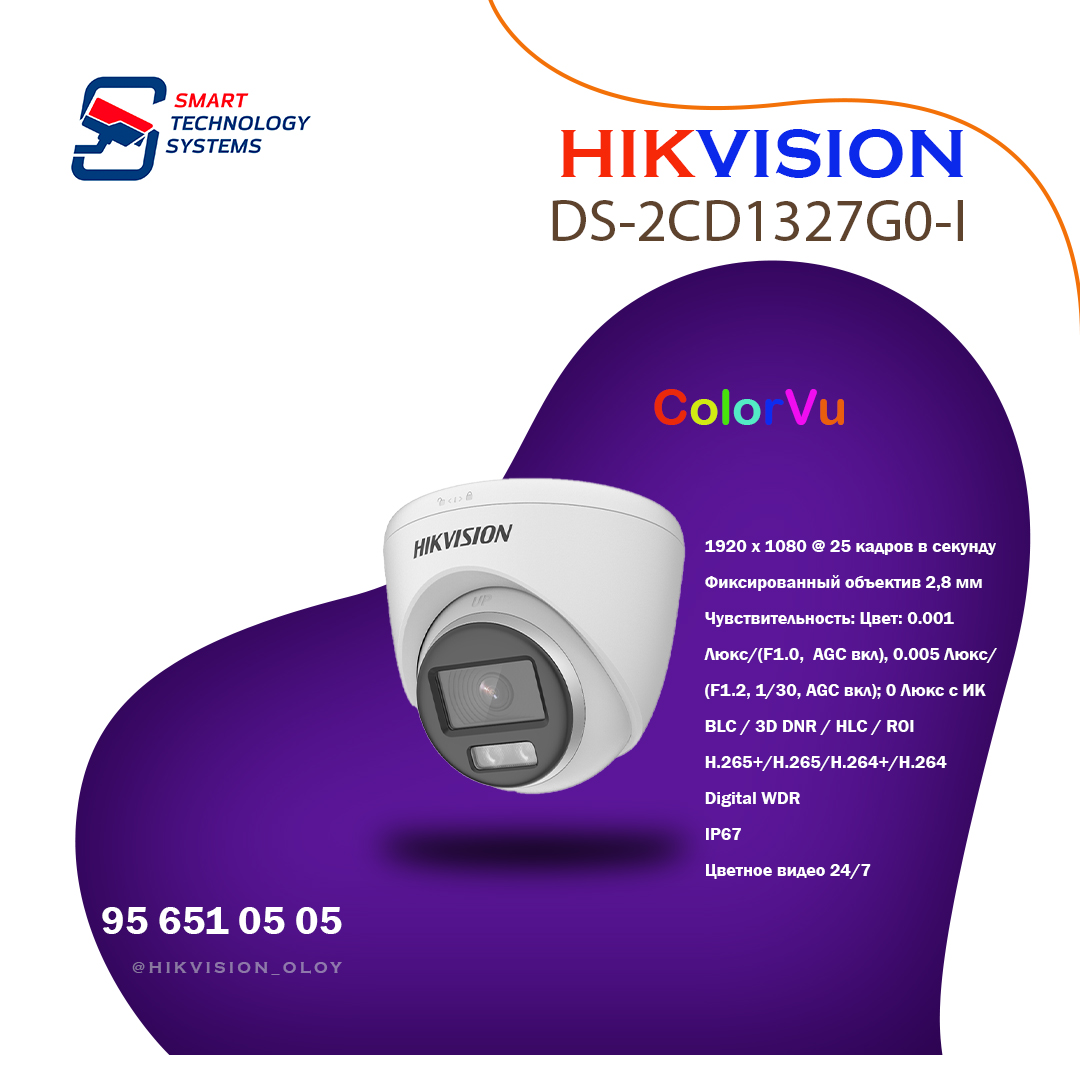 SMART
TECHNOLOGY
SYSTEMS
HIKVISION
DS-2CD1327G0-I
ColorVu
HIKVISION
UP
1920 x 1080 @ 25 кадров в секунду
Фиксированный объектив 2,8 мм
Чувствительность: Цвет: 0.001
Люкс/(F1.0, AGC вкл), 0.005 Люкс/
(F1.2, 1/30, AGC вкл); 0 Люкс с ИК
BLC / 3D DNR / HLC / ROI
H.265+/H.265/H.264+/H.264
Digital WDR
IP67
Цветное видео 24/7
95 651 05 05
@HIKVISION_OLOY